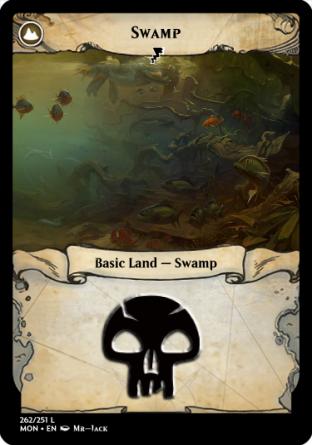 Swamp
Basic Land — Swamp
262/251 L
MON • EN Mr-Jack